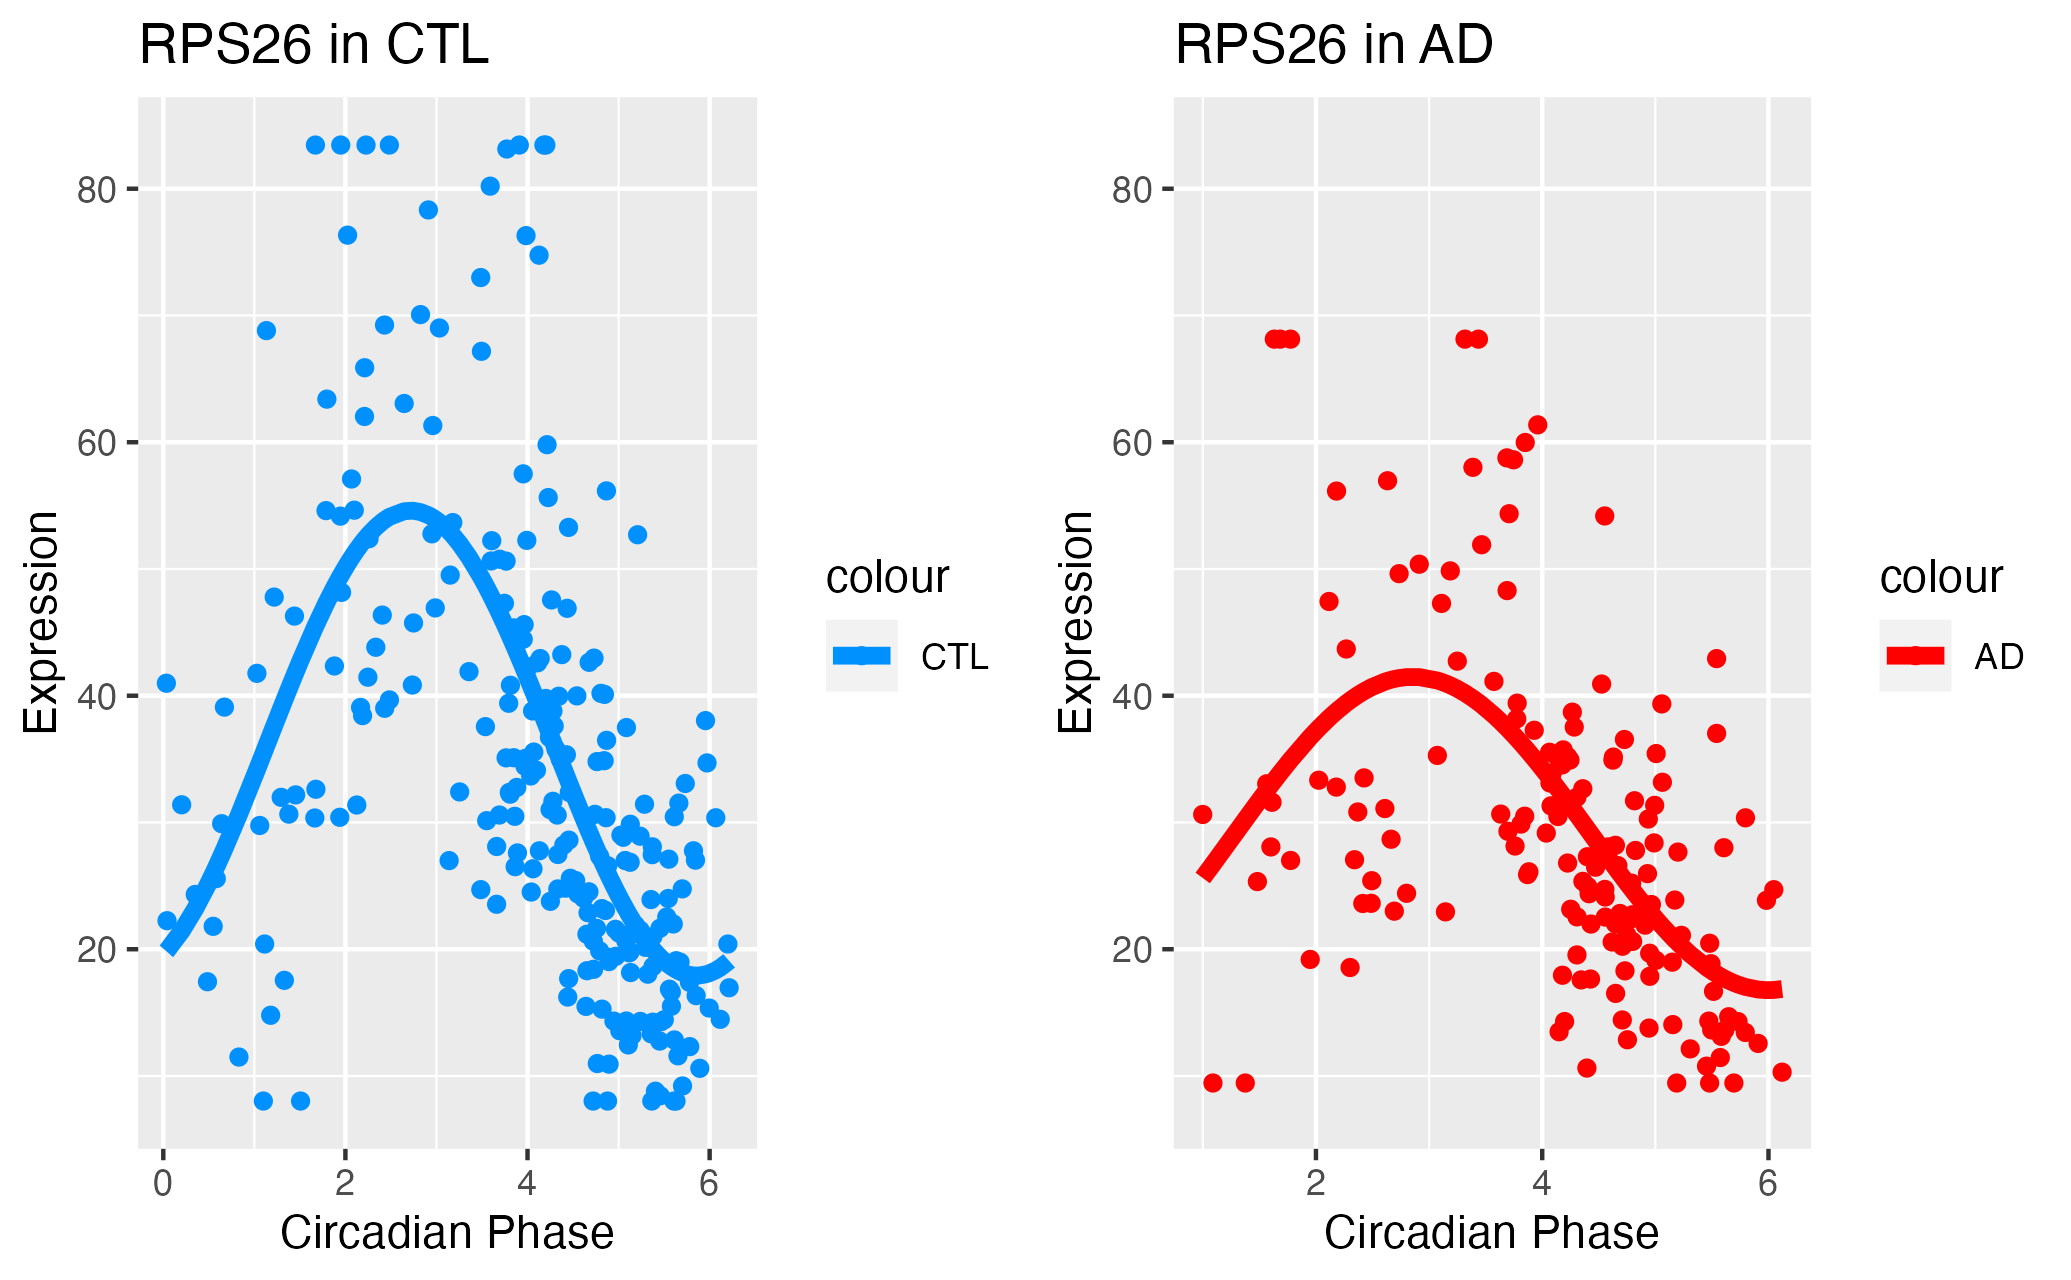 RPS26 in CTL
80
60
40
20
Expression
0 2 4 6
Circadian Phase
colour
CTL
RPS26 in AD
80
60
40
20
Expression
2 4 6
Circadian Phase
colour
AD